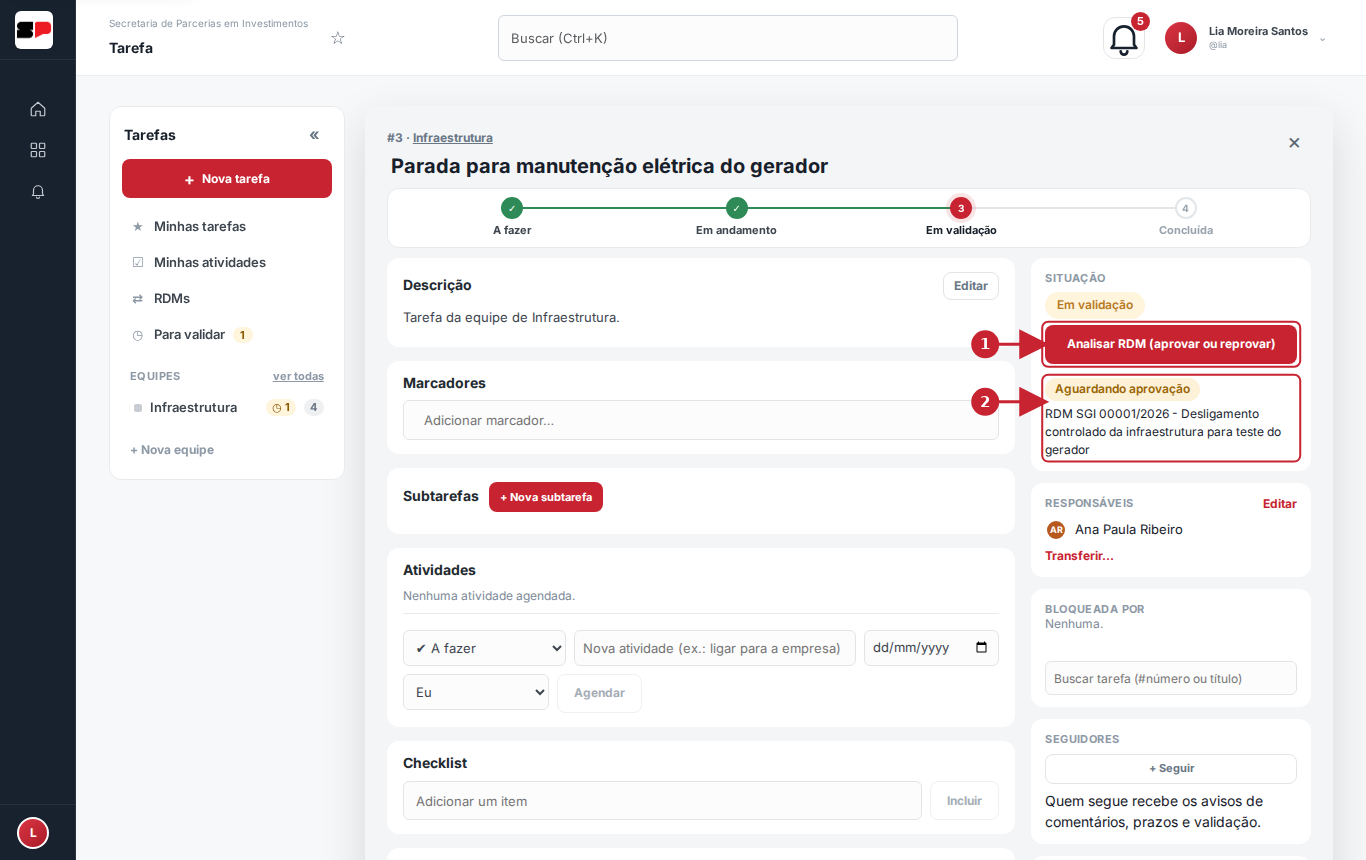 SP
Secretaria de Parcerias em Investimentos
Tarefa
Buscar (Ctrl+K)
5
L
Lia Moreira Santos
@lia
Tarefas
+ Nova tarefa
Minhas tarefas
Minhas atividades
RDMs
Para validar 1
EQUIPES ver todas
Infraestrutura 1 4
+ Nova equipe
#3 · Infraestrutura
Parada para manutenção elétrica do gerador
✓ ✓ 3 4
A fazer Em andamento Em validação Concluída
Descrição Editar
Tarefa da equipe de Infraestrutura.
Marcadores
Adicionar marcador...
Subtarefas + Nova subtarefa
Atividades
Nenhuma atividade agendada.
✔ A fazer Nova atividade (ex.: ligar para a empresa) dd/mm/yyyy
Eu Agendar
Checklist
Adicionar um item Incluir
SITUAÇÃO
Em validação
1 Analisar RDM (aprovar ou reprovar)
Aguardando aprovação
2
RDM SGI 00001/2026 - Desligamento
controlado da infraestrutura para teste do
gerador
RESPONSÁVEIS Editar
AR Ana Paula Ribeiro
Transferir...
BLOQUEADA POR
Nenhuma.
Buscar tarefa (#número ou título)
SEGUIDORES
+ Seguir
Quem segue recebe os avisos de
comentários, prazos e validação.
L